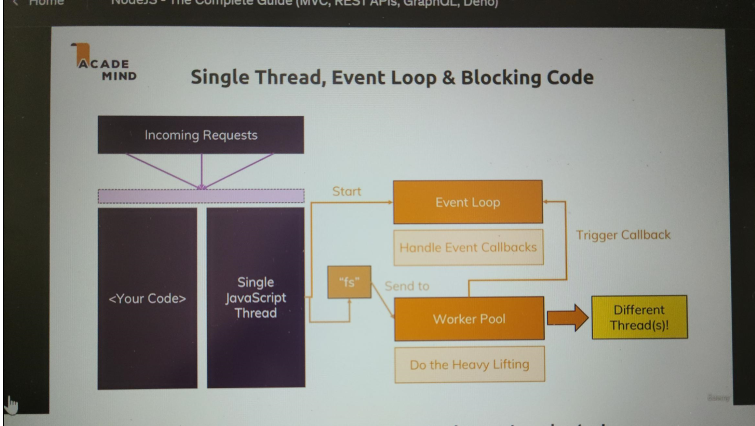 Home
NodeJS - The Complete Guide (MVC, REST APIs, GraphQL, Deno)
ACADE
MIND
Single Thread, Event Loop & Blocking Code
Incoming Requests
Start
Event Loop
Trigger Callback
Handle Event Callbacks
"fs"
Send to
<Your Code>
Single
JavaScript
Thread
Worker Pool
Different
Thread(s)!
Do the Heavy Lifting